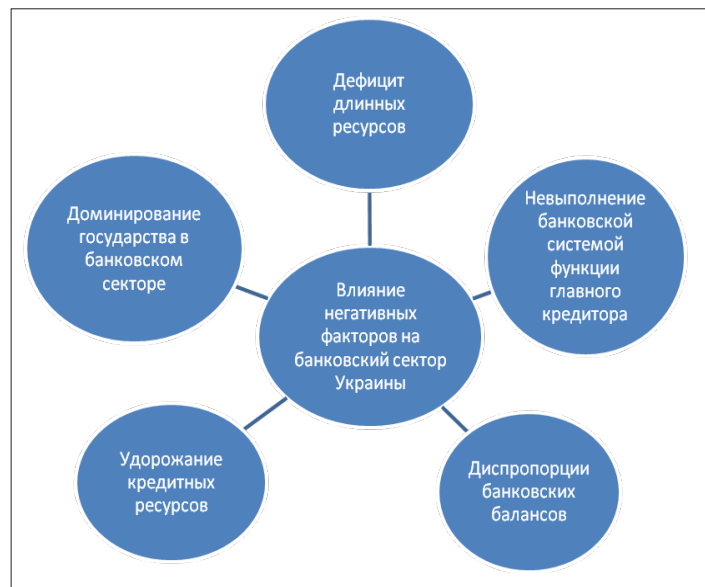 Дефицит
длинных
ресурсов
Доминирование
государства в
банковском
секторе
Невыполнение
банковской
системой
функции
главного
кредитора
Влияние
негативных
факторов на
банковский сектор
Украины
Удорожание
кредитных
ресурсов
Диспропорции
банковских
балансов